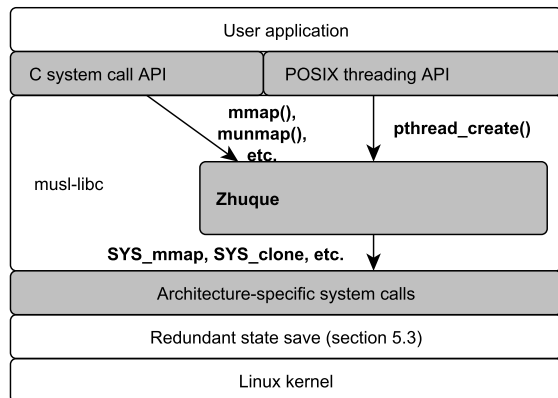 User application
C system call API
POSIX threading API
mmap(),
munmap(),
etc.
pthread_create()
musl-libc
Zhuque
SYS_mmap, SYS_clone, etc.
Architecture-specific system calls
Redundant state save (section 5.3)
Linux kernel